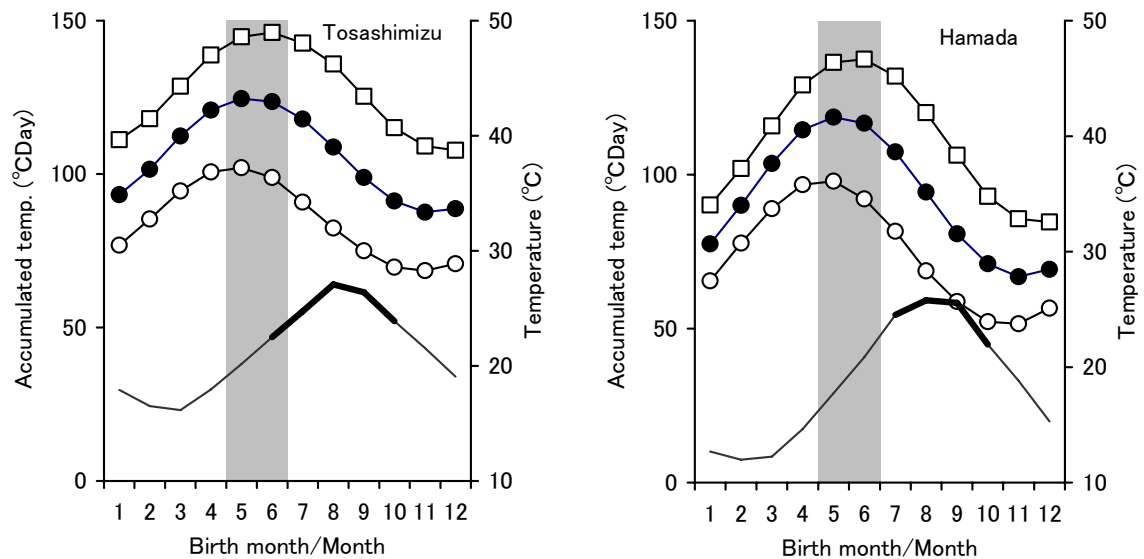 Tosashimizu
Accumulated temp. (°CDay)
150
100
50
0
50
40
30
20
10
Temperature (°C)
1 2 3 4 5 6 7 8 9 10 11 12
Birth month/Month
Hamada
Accumulated temp (°CDay)
150
100
50
0
50
40
30
20
10
Temperature (°C)
1 2 3 4 5 6 7 8 9 10 11 12
Birth month/Month